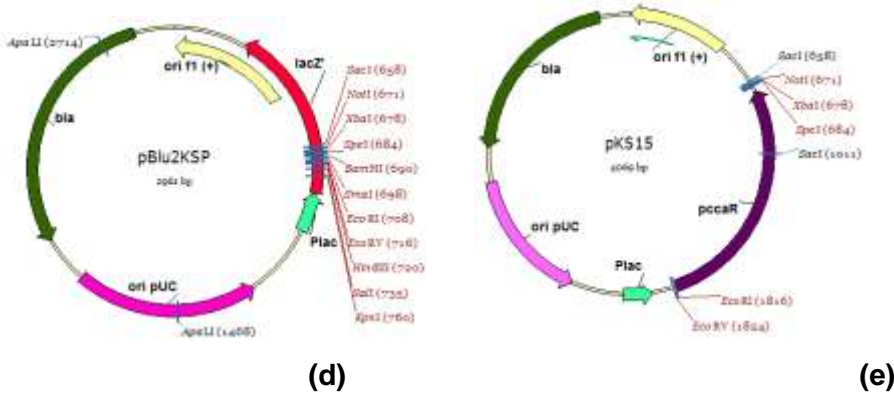 ApaLI (2714)
ori f1 (+)
lacZ'
bla
SacI (658)
NotI (671)
XbaI (678)
SpeI (684)
BamHI (690)
SmaI (698)
EcoRI (708)
EcoRV (716)
HindIII (720)
SalI (735)
KpnI (760)
pBlu2KSP
2961 bp
Plac
ori pUC
ApaLI (1468)
(d)
ori f1 (+)
bla
SacI (658)
NotI (671)
XbaI (678)
SpeI (684)
SacI (1011)
pKS15
pccaR
ori pUC
Plac
EcoRI (1816)
EcoRV (1824)
(e)